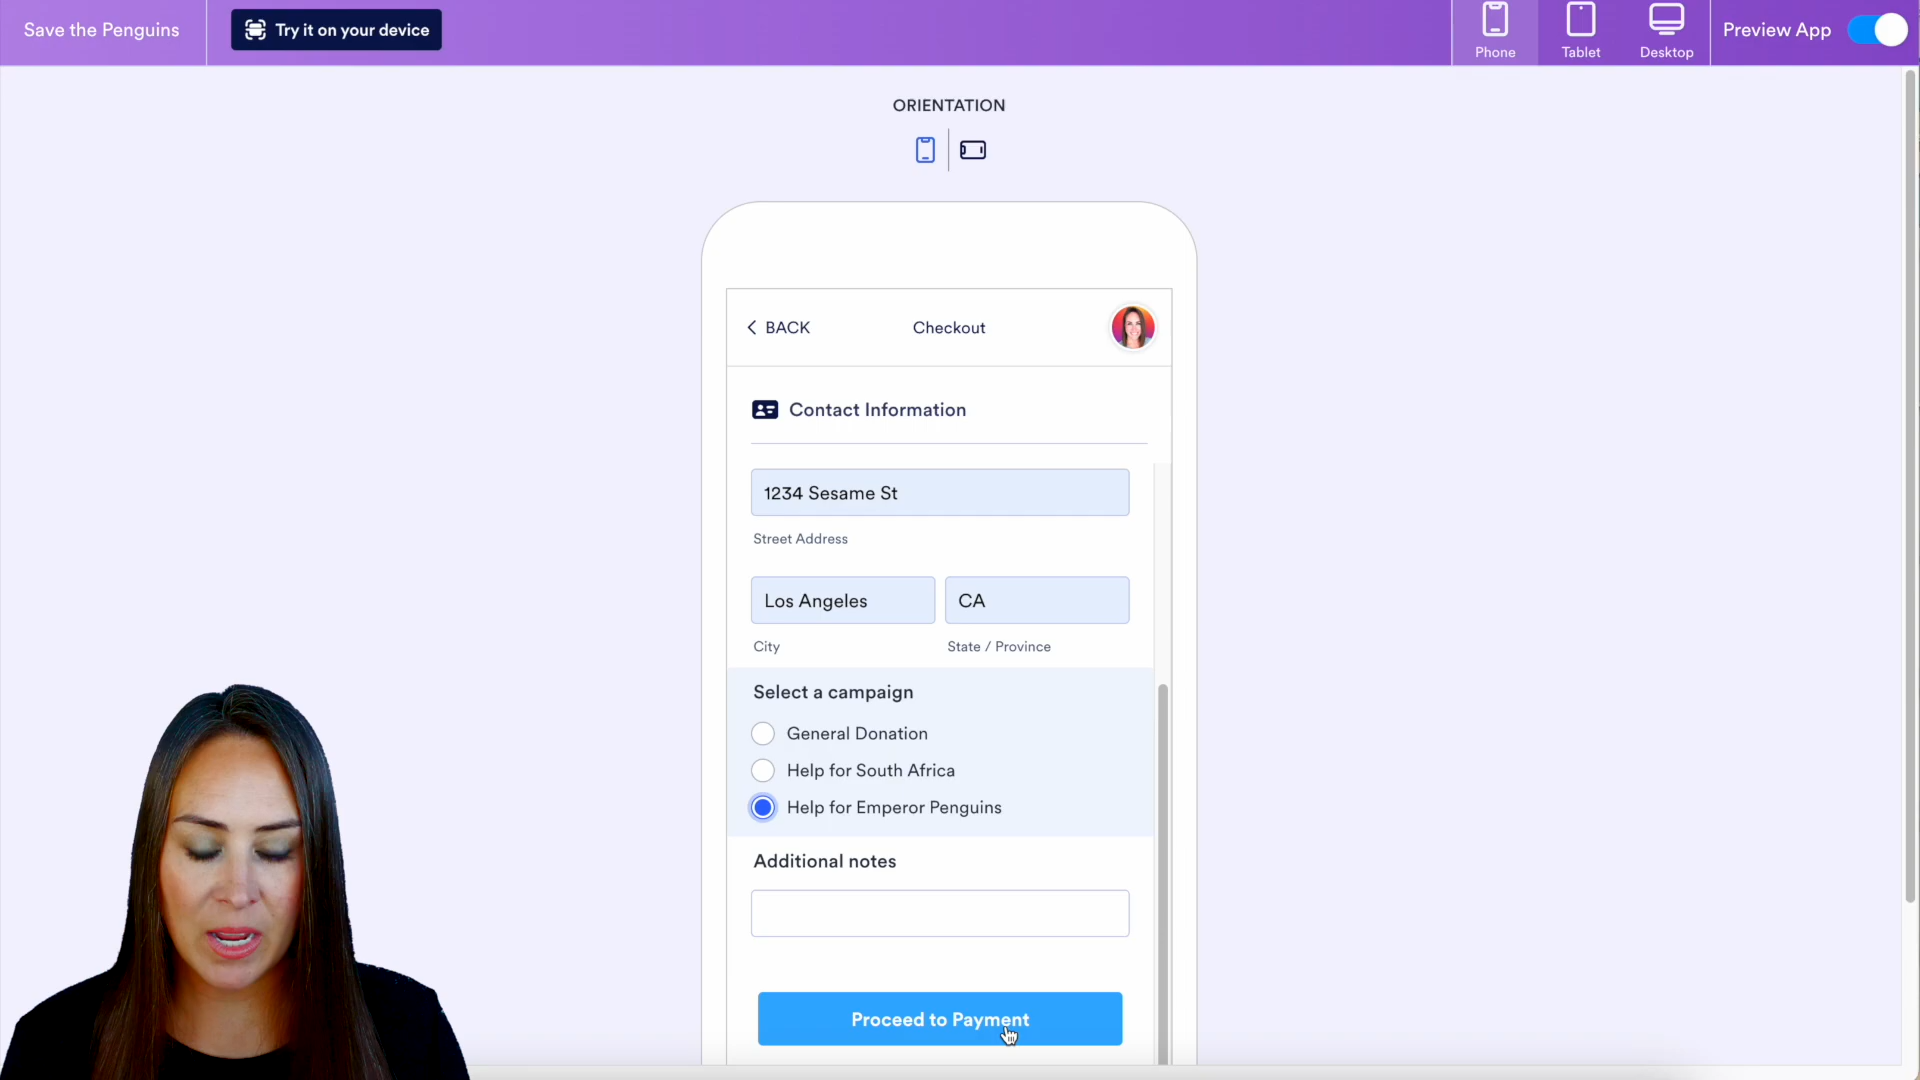 Save the Penguins
Try it on your device
Phone
Tablet
Desktop
Preview App
ORIENTATION
BACK
Checkout
Contact Information
1234 Sesame St
Street Address
Los Angeles
CA
City
State / Province
Select a campaign
General Donation
Help for South Africa
Help for Emperor Penguins
Additional notes
Proceed to Payment